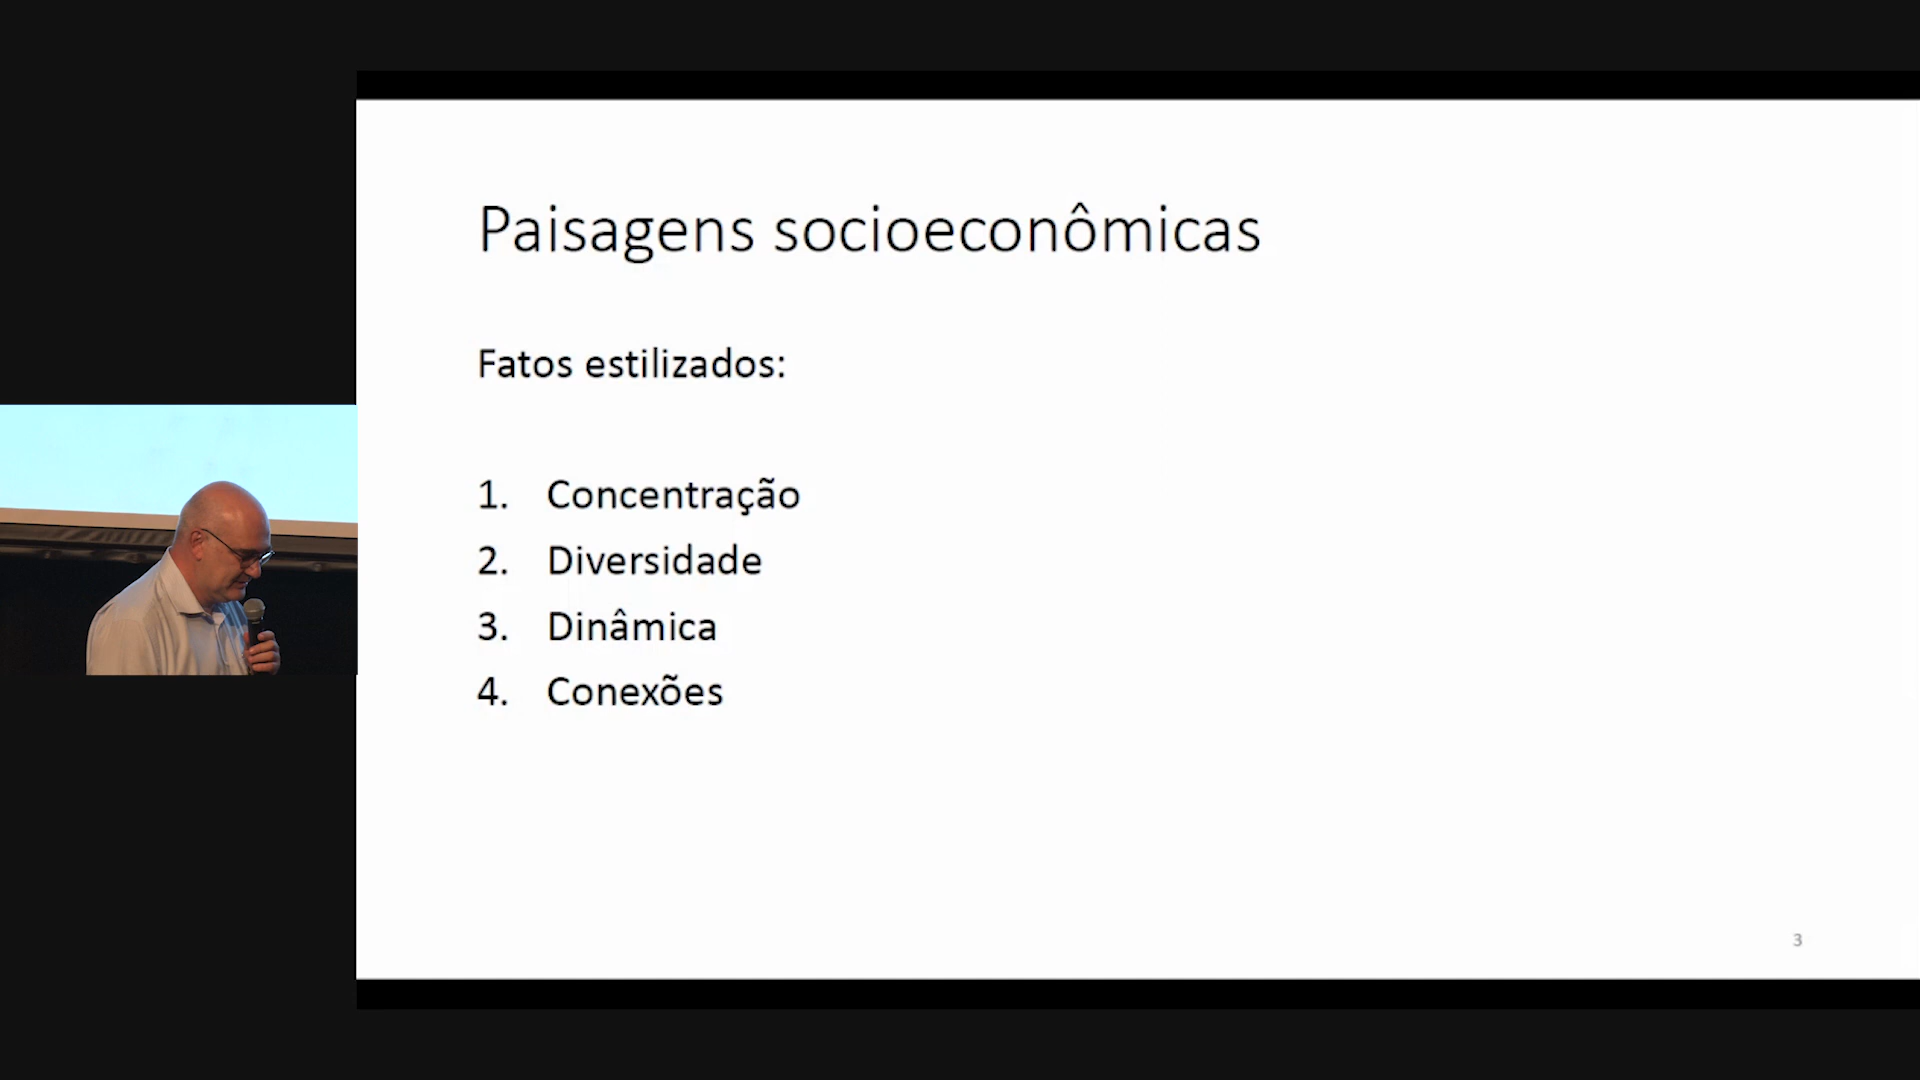 Paisagens socioeconômicas
Fatos estilizados:
1. Concentração
2. Diversidade
3. Dinâmica
4. Conexões
3